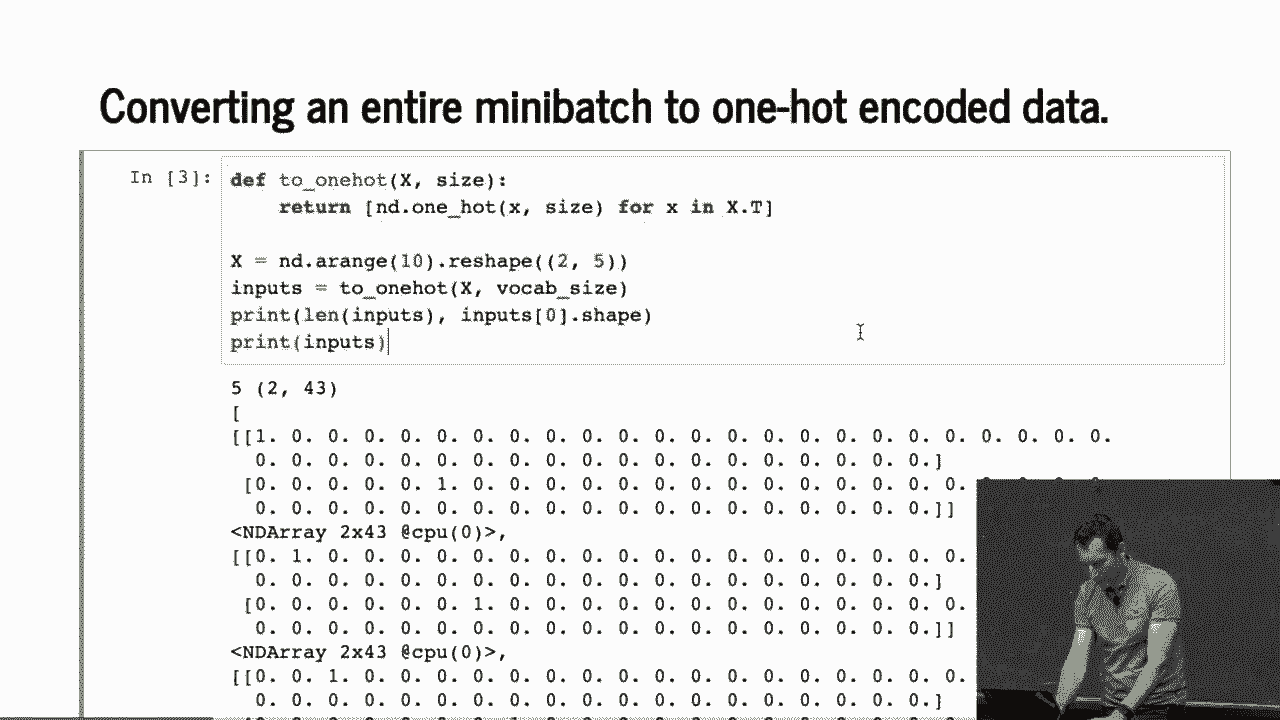 Converting an entire minibatch to one-hot encoded data.
In [3]:
def to_onehot(X, size):
    return [nd.one_hot(x, size) for x in X.T]
X = nd.arange(10).reshape((2, 5))
inputs = to_onehot(X, vocab_size)
print(len(inputs), inputs[0].shape)
print(inputs)
5 (2, 43)
[
[[1. 0. 0. 0. 0. 0. 0. 0. 0. 0. 0. 0. 0. 0. 0. 0. 0. 0. 0. 0. 0. 0. 0. 0.
  0. 0. 0. 0. 0. 0. 0. 0. 0. 0. 0. 0. 0. 0. 0. 0. 0. 0. 0.]
 [0. 0. 0. 0. 0. 1. 0. 0. 0. 0. 0. 0. 0. 0. 0. 0. 0. 0. 0. 0.
  0. 0. 0. 0. 0. 0. 0. 0. 0. 0. 0. 0. 0. 0. 0. 0. 0. 0. 0.]]
<NDArray 2x43 @cpu(0)>,
[[0. 1. 0. 0. 0. 0. 0. 0. 0. 0. 0. 0. 0. 0. 0. 0. 0. 0. 0. 0.
  0. 0. 0. 0. 0. 0. 0. 0. 0. 0. 0. 0. 0. 0. 0. 0. 0. 0. 0.]
 [0. 0. 0. 0. 0. 0. 1. 0. 0. 0. 0. 0. 0. 0. 0. 0. 0. 0. 0. 0.
  0. 0. 0. 0. 0. 0. 0. 0. 0. 0. 0. 0. 0. 0. 0. 0. 0. 0. 0.]]
<NDArray 2x43 @cpu(0)>,
[[0. 0. 1. 0. 0. 0. 0. 0. 0. 0. 0. 0. 0. 0. 0. 0. 0. 0. 0. 0.
  0. 0. 0. 0. 0. 0. 0. 0. 0. 0. 0. 0. 0. 0. 0. 0. 0. 0. 0.]